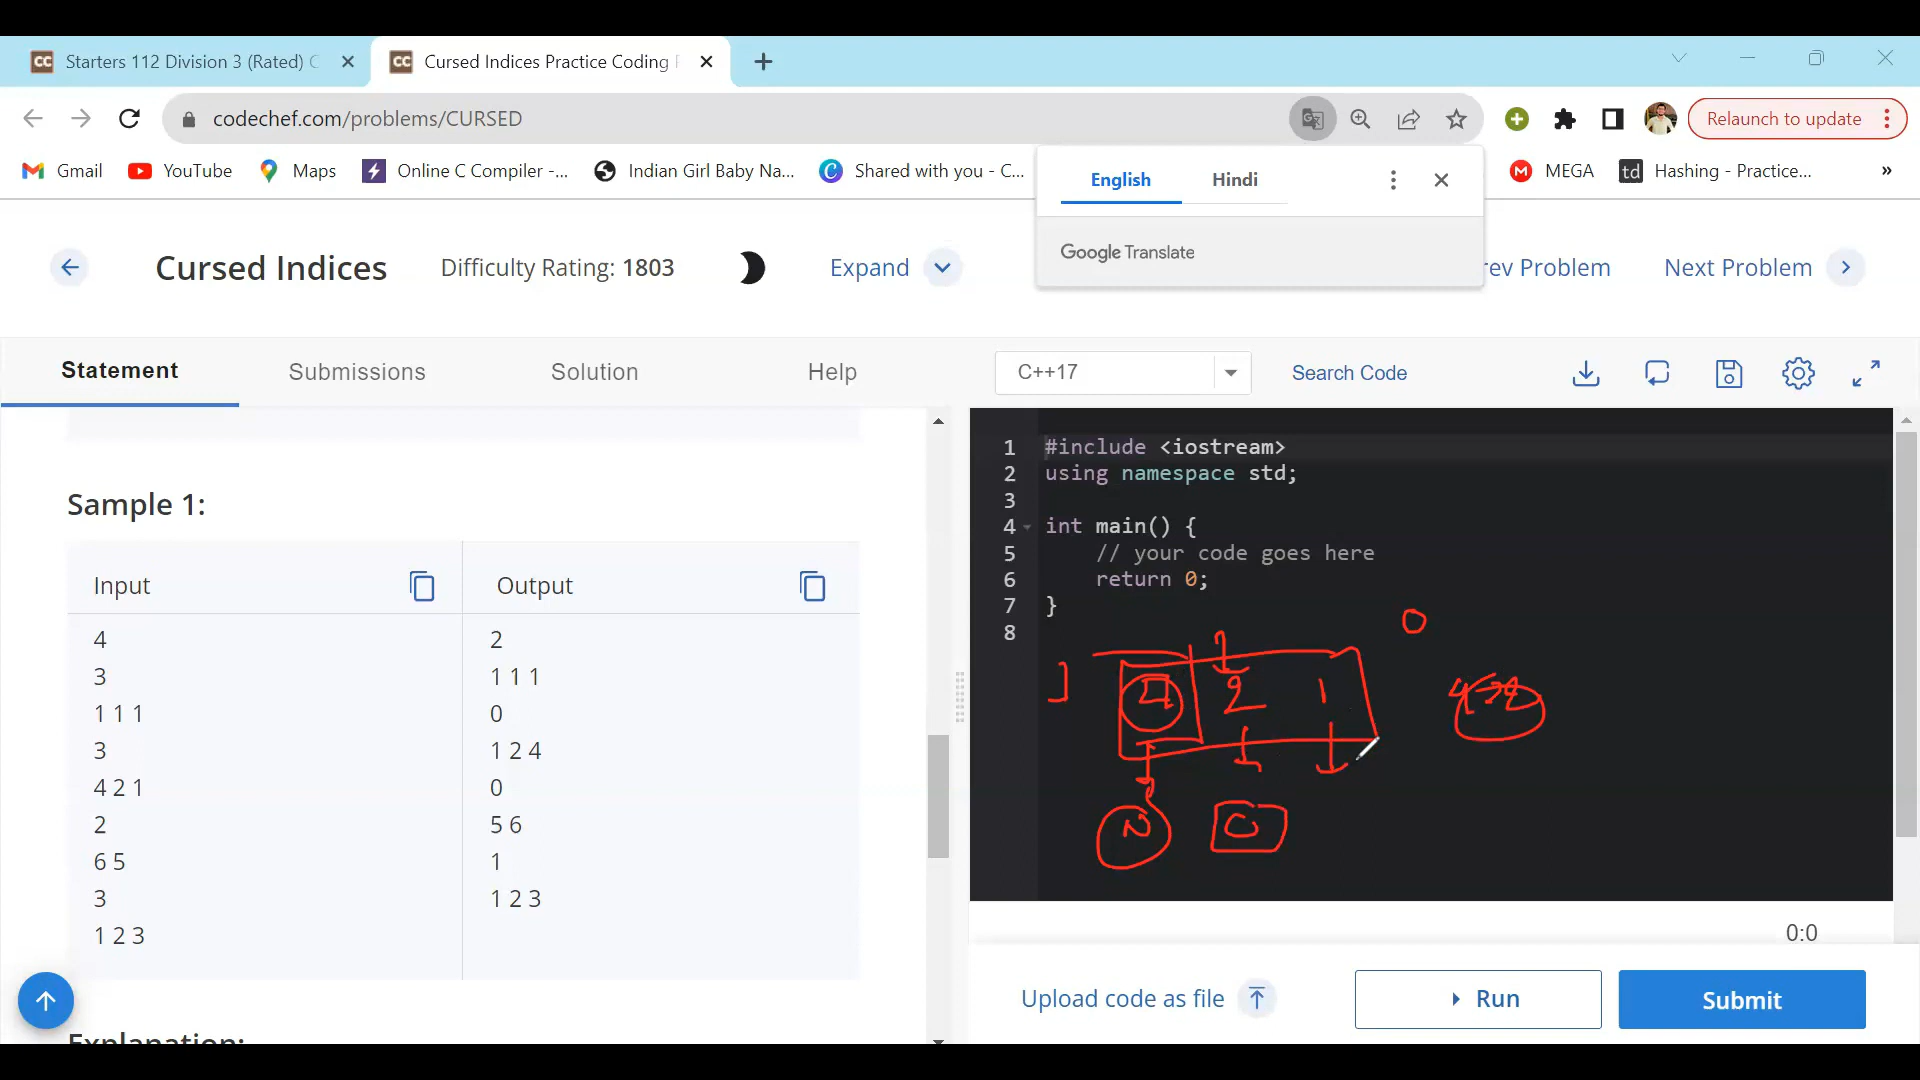 Starters 112 Division 3 (Rated) C
Cursed Indices Practice Coding P
codechef.com/problems/CURSED
Relaunch to update
Gmail
YouTube
Maps
Online C Compiler -...
Indian Girl Baby Na...
Shared with you - C...
MEGA
td
Hashing - Practice...
»
English
Hindi
Google Translate
Cursed Indices
Difficulty Rating: 1803
Expand
rev Problem
Next Problem
Statement
Submissions
Solution
Help
C++17
Search Code
Sample 1:
Input
Output
4
3
1 1 1
3
4 2 1
2
6 5
3
1 2 3
2
1 1 1
0
1 2 4
0
5 6
1
1 2 3
Explanation:
1 #include <iostream>
2 using namespace std;
3
4 int main() {
5 // your code goes here
6 return 0;
7 }
8
0
4 2 1
N
0:0
Upload code as file
Run
Submit